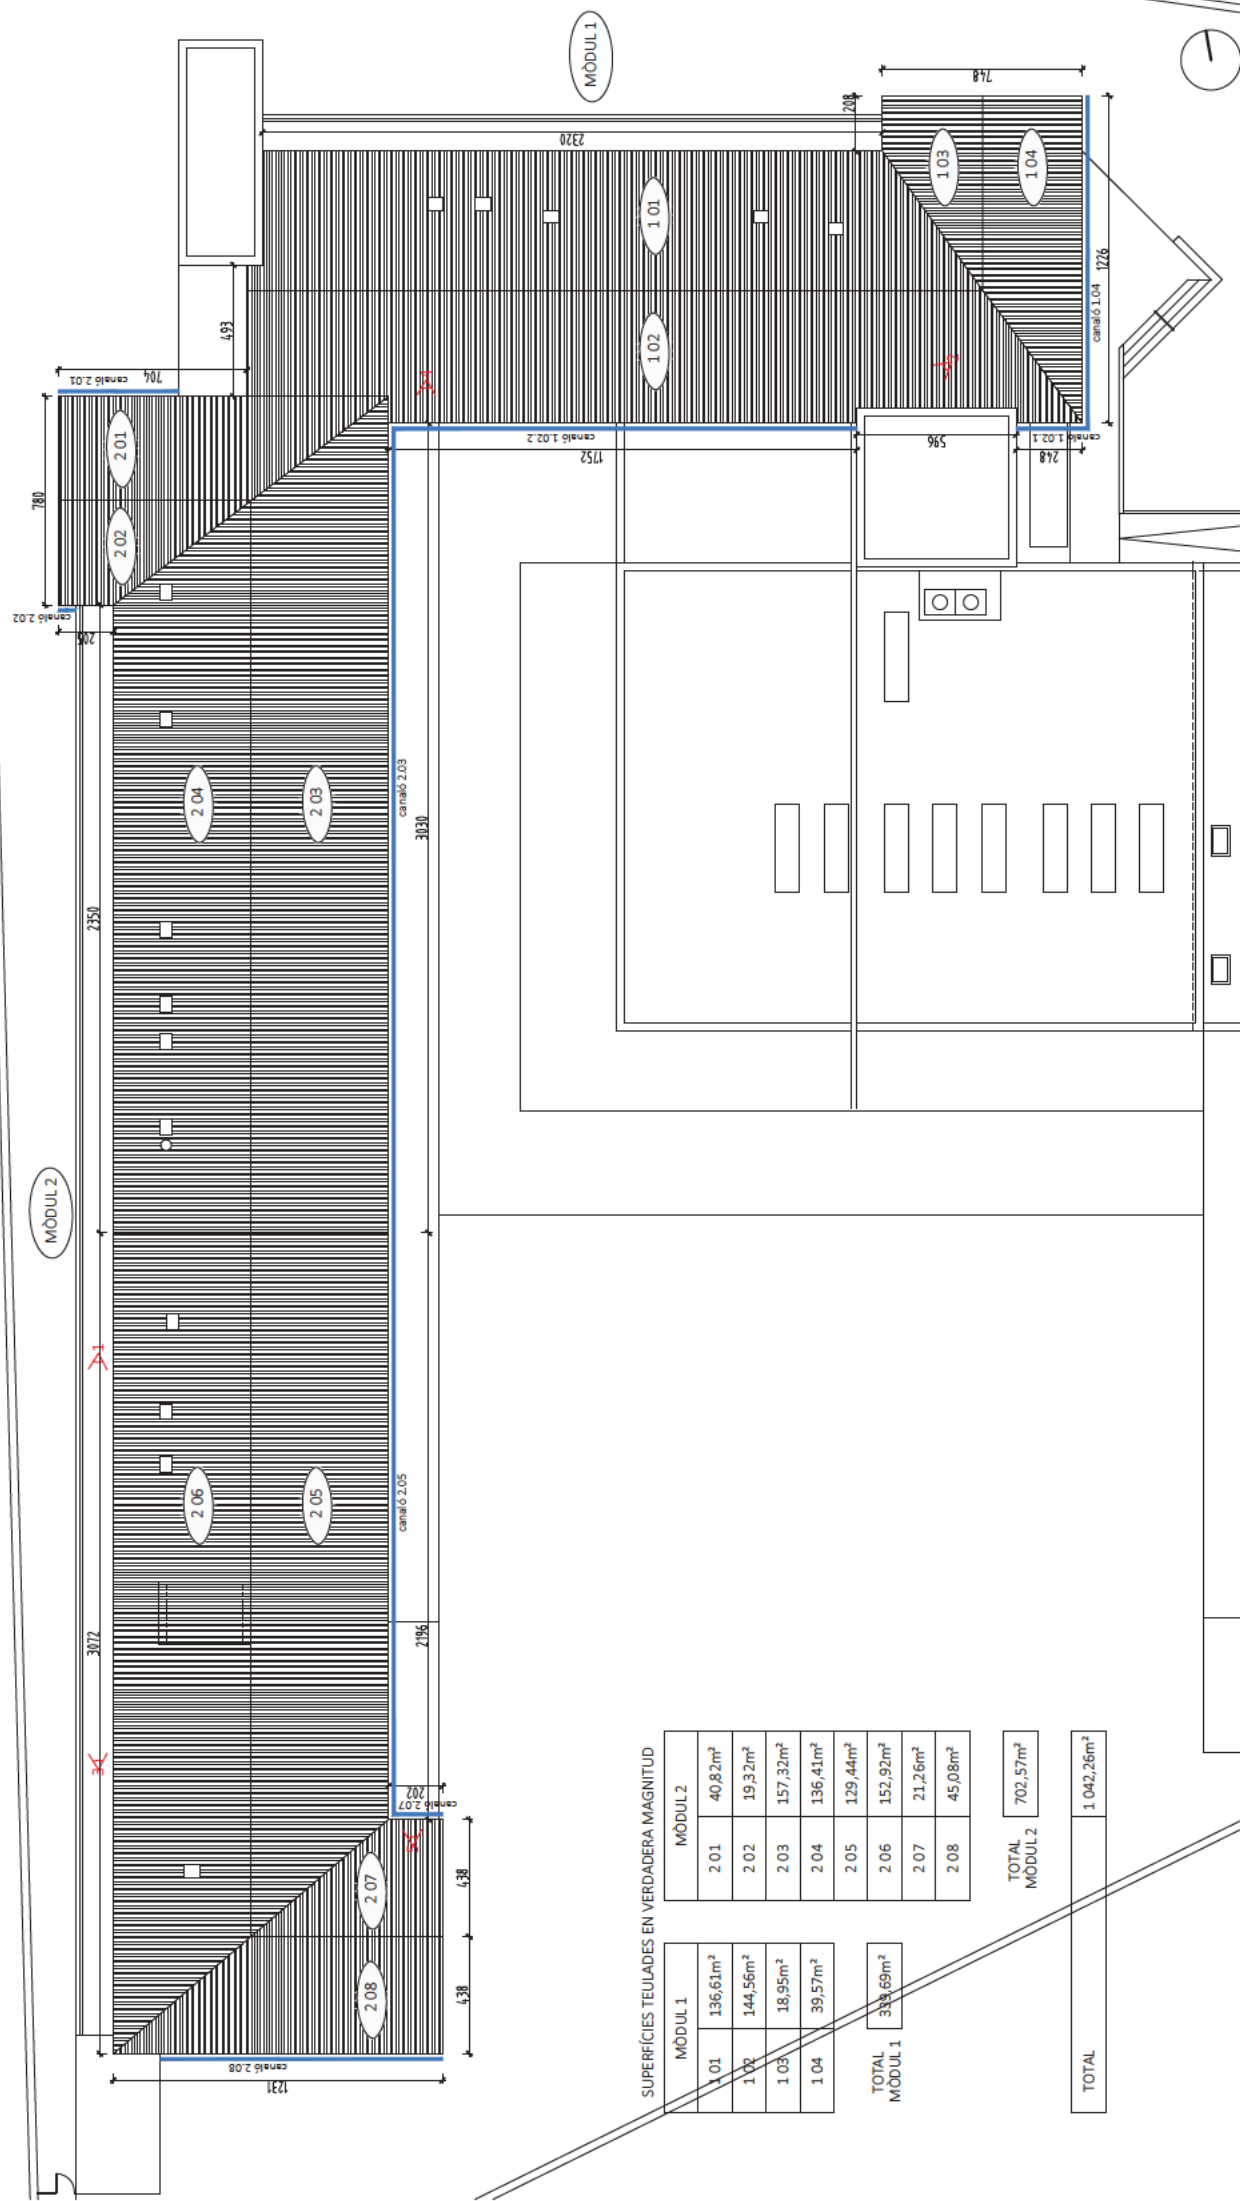 MÒDUL 1
MÒDUL 2
canaló 2.01
704
493
780
2 01
2 02
canaló 2.02
205
2320
208
748
1 01
1 02
1 03
1 04
1226
canaló 1.04
canaló 1.02.2
1752
596
canaló 1.02.1
248
2 04
2 03
canaló 2.03
3030
2350
2 06
2 05
canaló 2.05
2196
3072
202
canaló 2.07
2 07
2 08
438
438
canaló 2.08
1231
SUPERFÍCIES TEULADES EN VERDADERA MAGNITUD
MÒDUL 1
1 01 136,61m²
1 02 144,56m²
1 03 18,95m²
1 04 39,57m²
TOTAL
MÒDUL 1
339,69m²
MÒDUL 2
2 01 40,82m²
2 02 19,32m²
2 03 157,32m²
2 04 136,41m²
2 05 129,44m²
2 06 152,92m²
2 07 21,26m²
2 08 45,08m²
TOTAL
MÒDUL 2
702,57m²
TOTAL 1 042,26m²